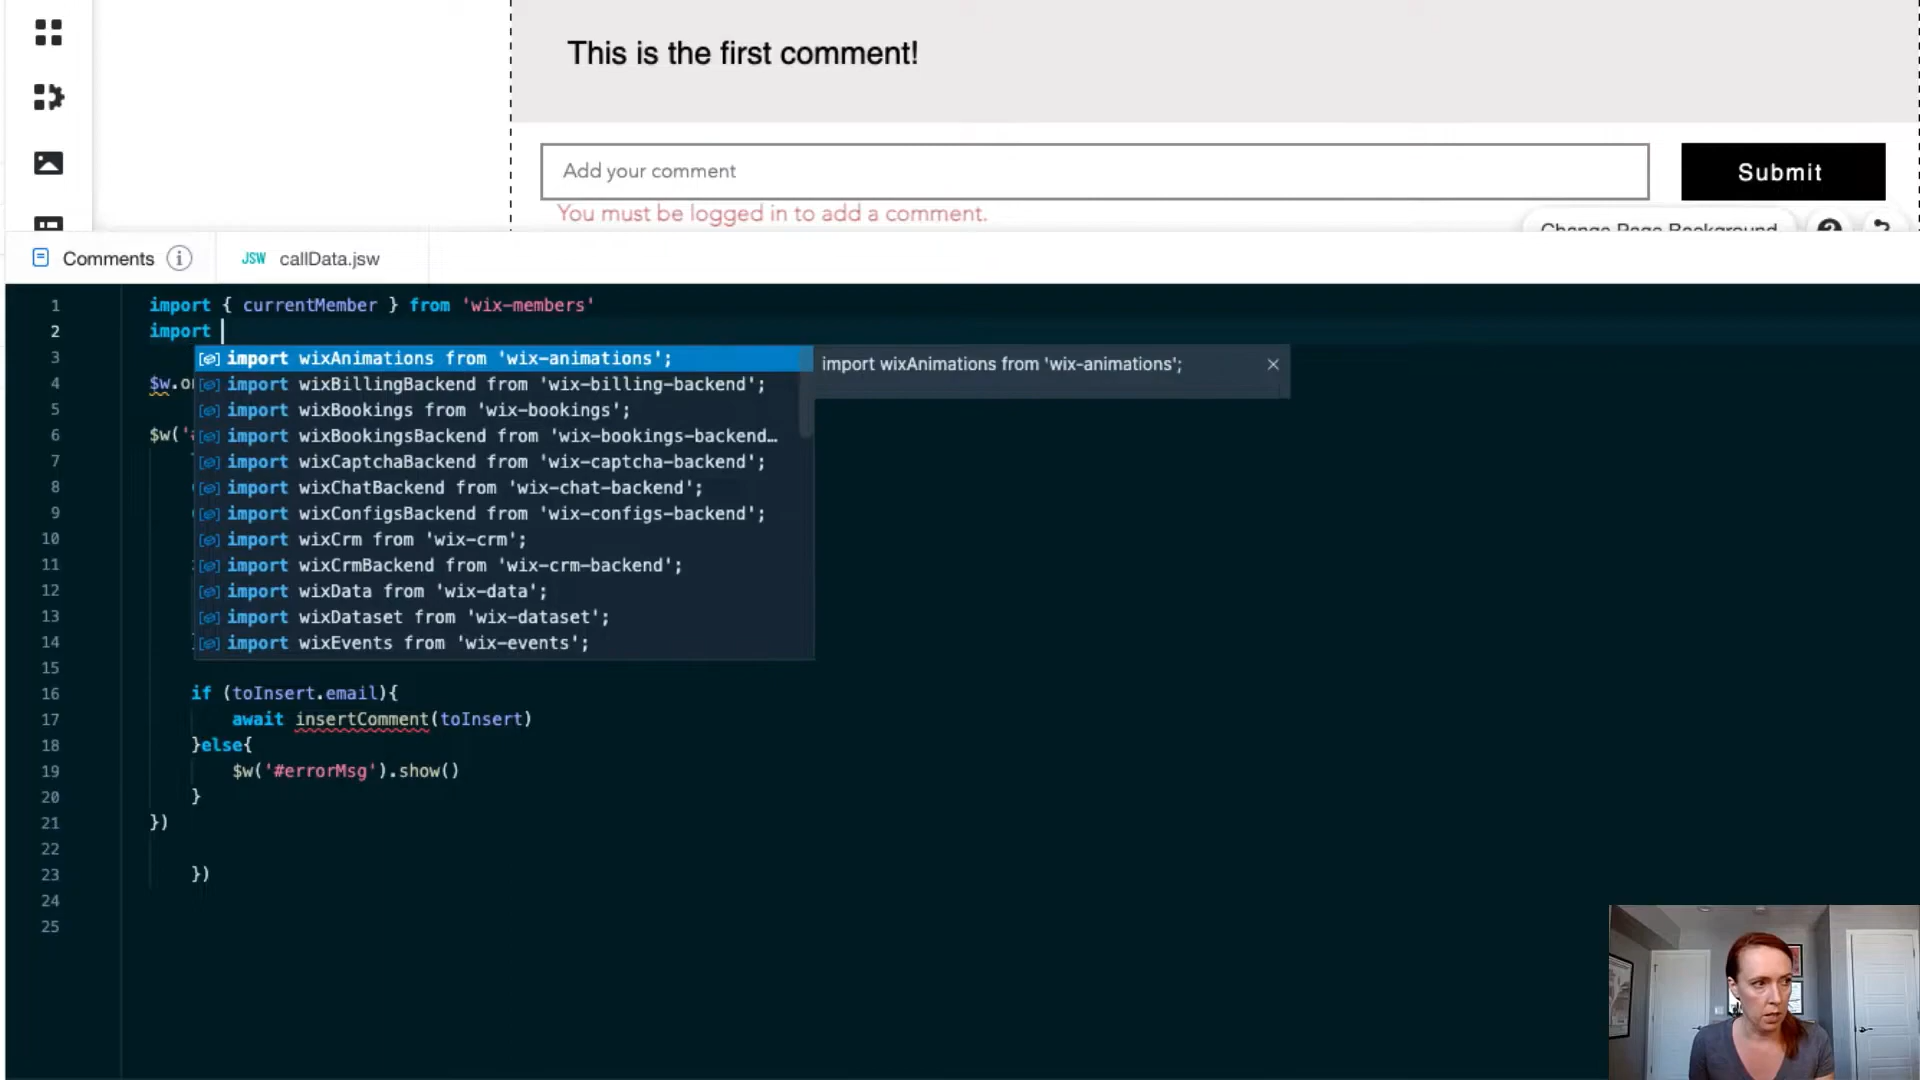 This is the first comment!
Add your comment
Submit
You must be logged in to add a comment.
Change Page Background
Comments
JSW callData.jsw
1 import { currentMember } from 'wix-members'
2 import
3 import wixAnimations from 'wix-animations';
import wixAnimations from 'wix-animations';
4 $w.on import wixBillingBackend from 'wix-billing-backend';
5 import wixBookings from 'wix-bookings';
6 $w(' import wixBookingsBackend from 'wix-bookings-backend…
7 import wixCaptchaBackend from 'wix-captcha-backend';
8 import wixChatBackend from 'wix-chat-backend';
9 import wixConfigsBackend from 'wix-configs-backend';
10 import wixCrm from 'wix-crm';
11 import wixCrmBackend from 'wix-crm-backend';
12 import wixData from 'wix-data';
13 import wixDataset from 'wix-dataset';
14 import wixEvents from 'wix-events';
15
16 if (toInsert.email){
17 await insertComment(toInsert)
18 }else{
19 $w('#errorMsg').show()
20 }
21 })
22
23 })
24
25